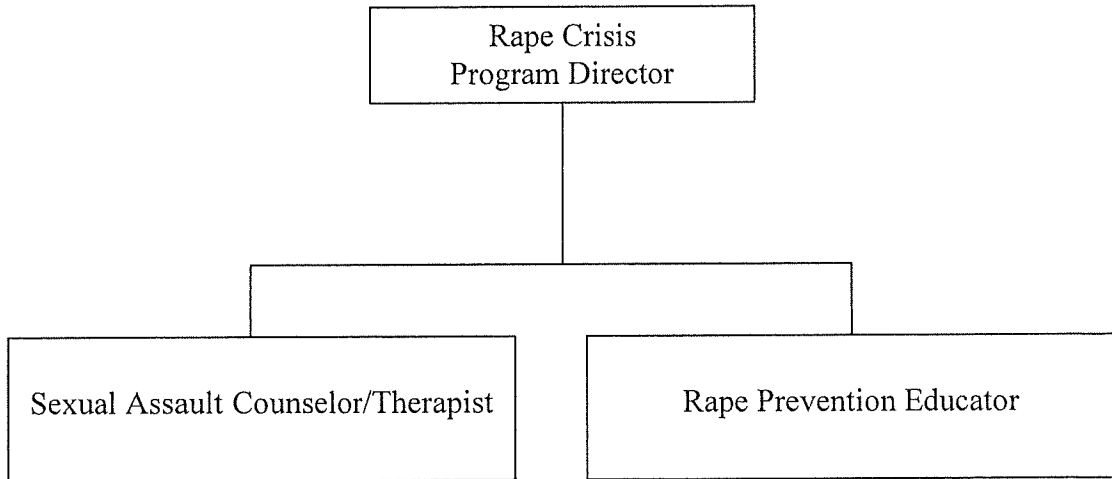 Rape Crisis
Program Director
Sexual Assault Counselor/Therapist
Rape Prevention Educator